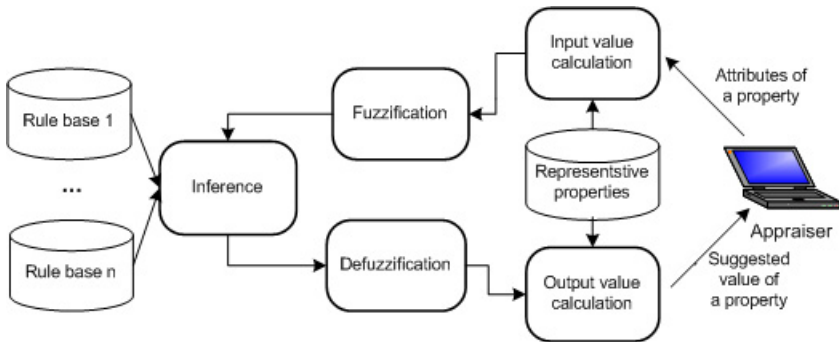 Input value
calculation
Attributes of
a property
Fuzzification
Rule base 1
...
Inference
Representstive
properties
Rule base n
Defuzzification
Appraiser
Output value
calculation
Suggested
value of
a property